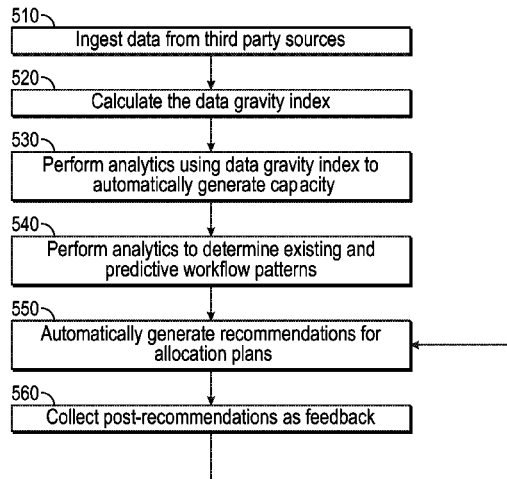 510
Ingest data from third party sources
520
Calculate the data gravity index
530
Perform analytics using data gravity index to
automatically generate capacity
540
Perform analytics to determine existing and
predictive workflow patterns
550
Automatically generate recommendations for
allocation plans
560
Collect post-recommendations as feedback